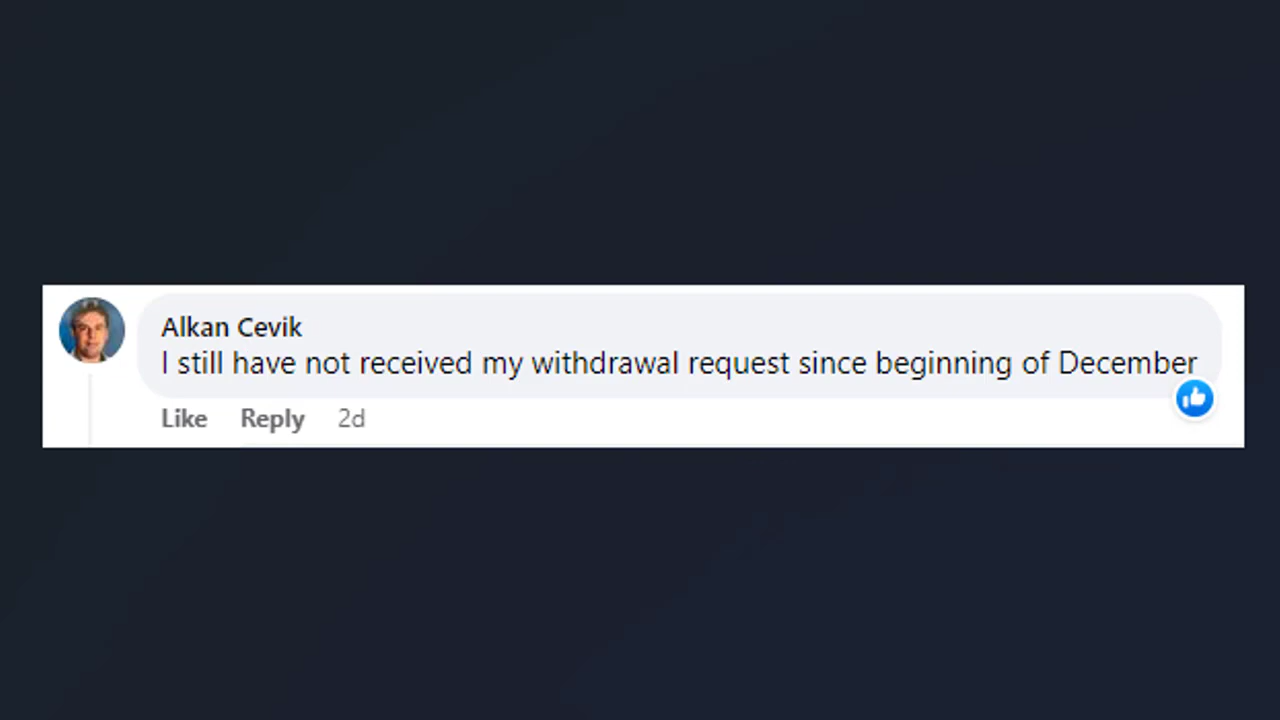 Alkan Cevik
I still have not received my withdrawal request since beginning of December
Like Reply 2d